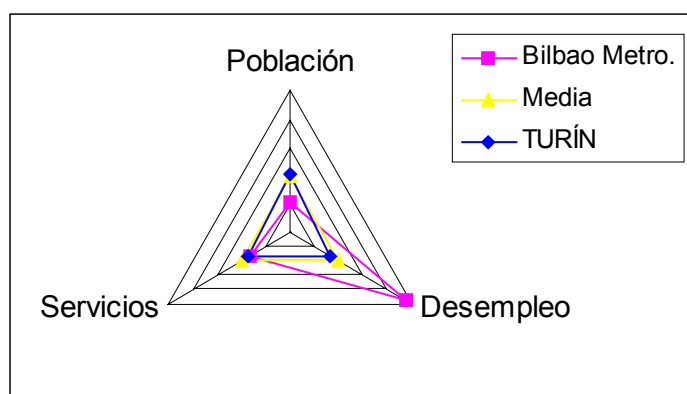 Población
Bilbao Metro.
Media
TURÍN
Servicios
Desempleo